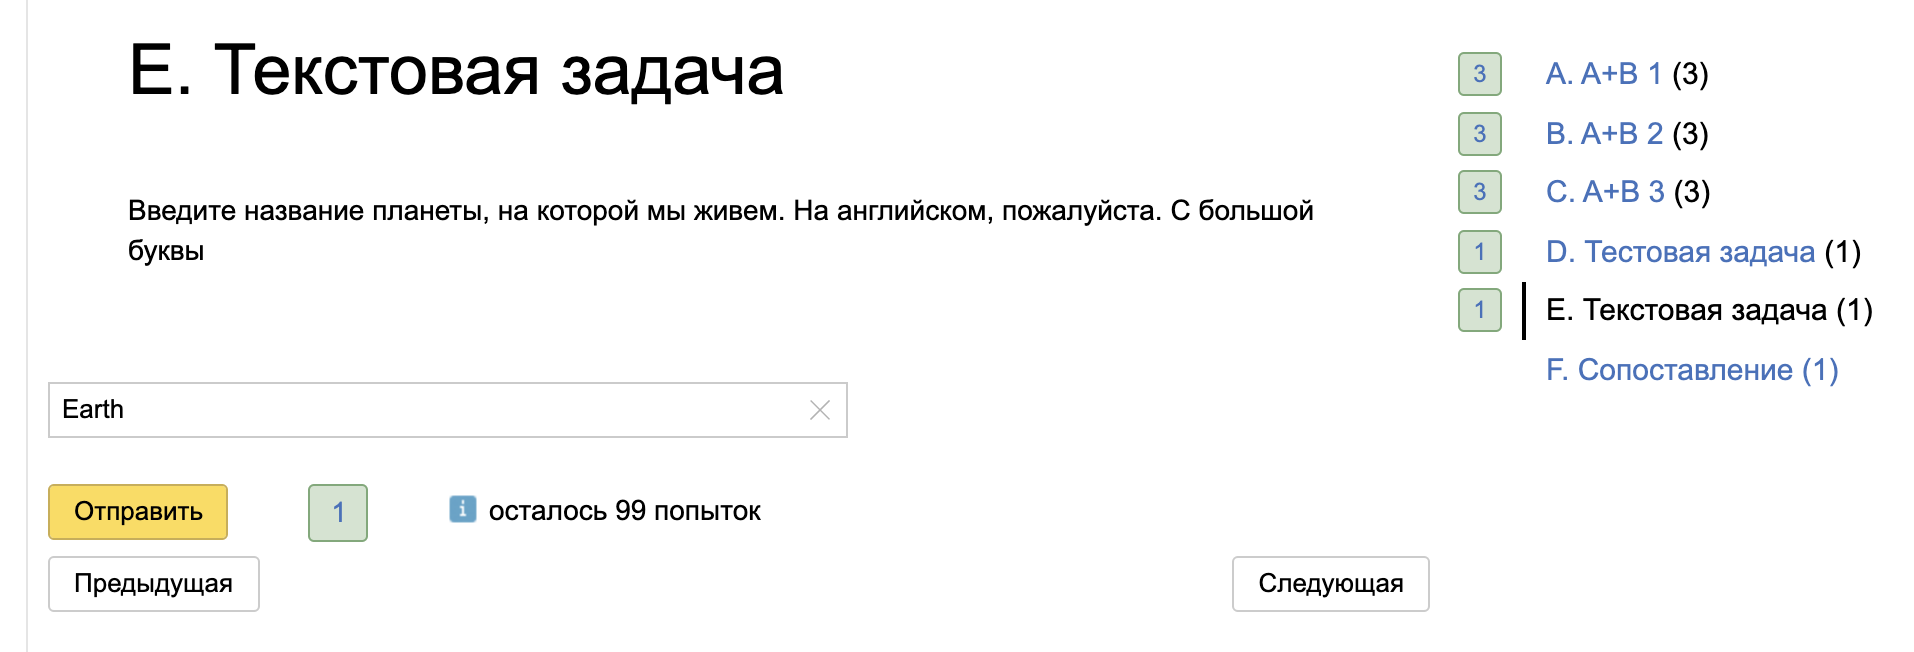 E. Текстовая задача
Введите название планеты, на которой мы живем. На английском, пожалуйста. С большой
буквы
Earth
Отправить
1
i
осталось 99 попыток
Предыдущая
Следующая
3 A. A+B 1 (3)
3 B. A+B 2 (3)
3 C. A+B 3 (3)
1 D. Тестовая задача (1)
1 E. Текстовая задача (1)
F. Сопоставление (1)